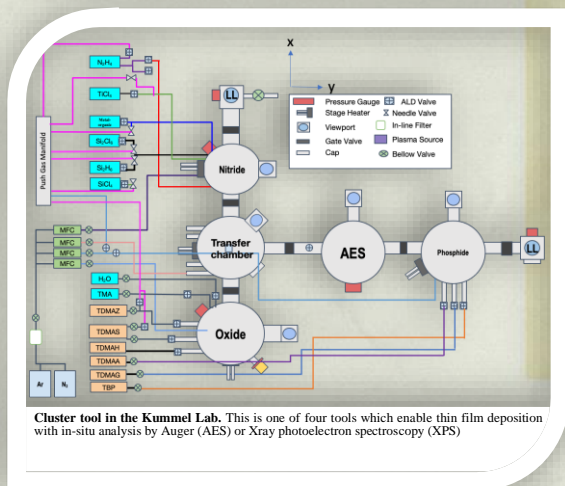 x
y
N₂H₄
TiCl₄
Si₂Cl₆
Si₂H₆
SiCl₄
Push Gas Manifold
LL
Pressure Gauge
Stage Heater
Viewport
Gate Valve
Cap
ALD Valve
Needle Valve
In-line Filter
Plasma Source
Bellow Valve
Nitride
MFC
MFC
MFC
MFC
Transfer
chamber
AES
Phosphide
LL
H₂O
TMA
TDMAZ
TDMAS
TDMAH
TDMAA
TDMAG
TBP
Oxide
Ar
N₂
Cluster tool in the Kummel Lab. This is one of four tools which enable thin film deposition
with in-situ analysis by Auger (AES) or Xray photoelectron spectroscopy (XPS)